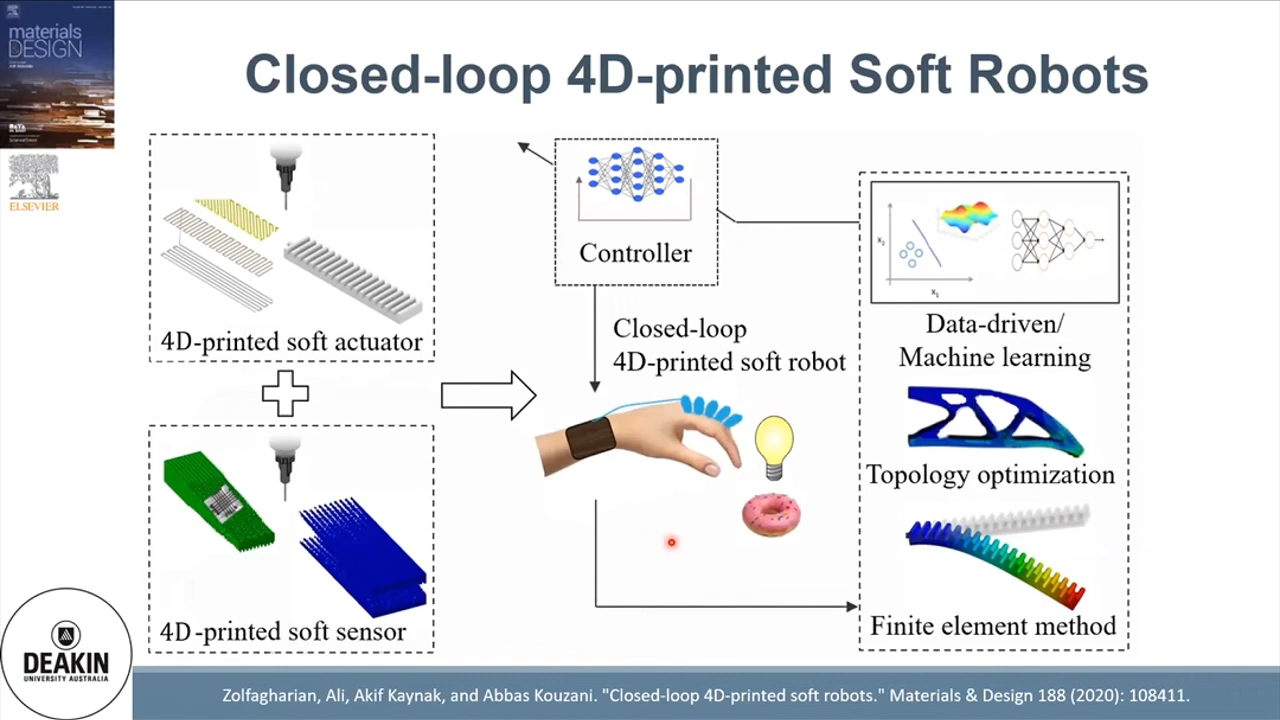 materials
DESIGN
ELSEVIER
Closed-loop 4D-printed Soft Robots
4D-printed soft actuator
4D-printed soft sensor
Controller
Closed-loop
4D-printed soft robot
x₂
x₁
Data-driven/
Machine learning
Topology optimization
Finite element method
DEAKIN
UNIVERSITY AUSTRALIA
Zolfagharian, Ali, Akif Kaynak, and Abbas Kouzani. "Closed-loop 4D-printed soft robots." Materials & Design 188 (2020): 108411.